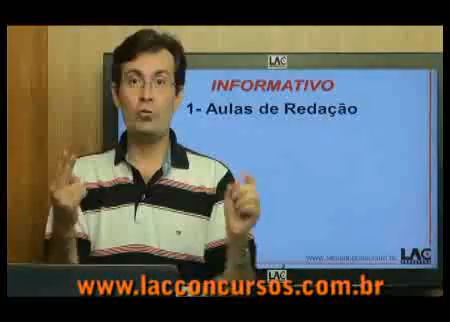 LAC
INFORMATIVO
1- Aulas de Redação
LAC
LAC
www.lacconcursos.com.br